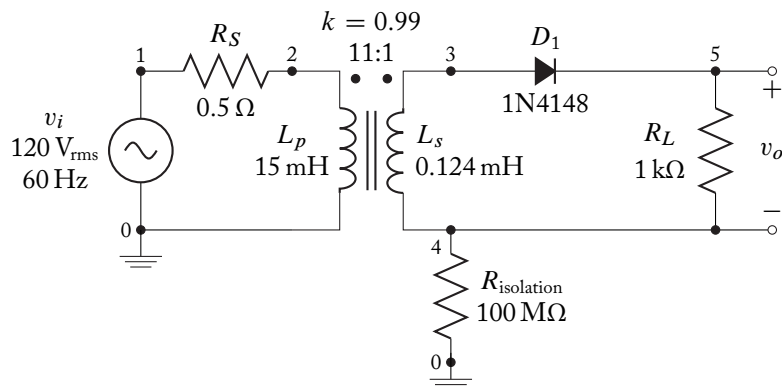 k = 0.99
11:1
1
R_S
2
3
D_1
5
0.5 Ω
1N4148
+
v_i
120 V_rms
60 Hz
L_p
15 mH
L_s
0.124 mH
R_L
1 kΩ
v_o
−
0
4
R_isolation
100 MΩ
0